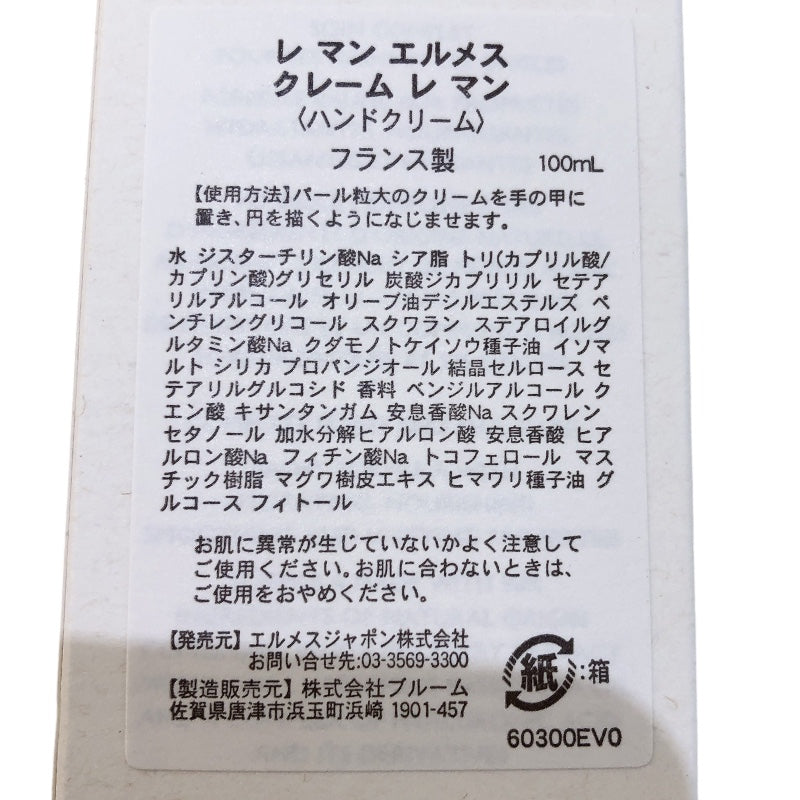 レ マン エルメス
クレーム レ マン
〈ハンドクリーム〉
フランス製 100mL
【使用方法】パール粒大のクリームを手の甲に
置き、円を描くようになじませます。
水 ジステアチリン酸Na シア脂 トリ(カプリル酸/
カプリン酸)グリセリル 炭酸ジカプリリル セテア
リルアルコール オリーブ油デシルエステルズ ペ
ンチレングリコール スクワラン ステアロイルグ
ルタミン酸Na クダモノトケイソウ種子油 イソマ
ルト シリカ プロパンジオール 結晶セルロース セ
テアリルグルコシド 香料 ベンジルアルコール ク
エン酸 キサンタンガム 安息香酸Na スクワレン
セタノール 加水分解ヒアルロン酸 安息香酸 ヒア
ルロン酸Na フィチン酸Na トコフェロール マス
チック樹脂 マグワ樹皮エキス ヒマワリ種子油 グ
ルコース フィトール
お肌に異常が生じていないかよく注意して
ご使用ください。お肌に合わないときは、
ご使用をおやめください。
【発売元】エルメスジャポン株式会社
お問い合せ先:03-3569-3300
【製造販売元】株式会社ブルーム
佐賀県唐津市浜玉町浜崎 1901-457
紙:箱
60300EV0